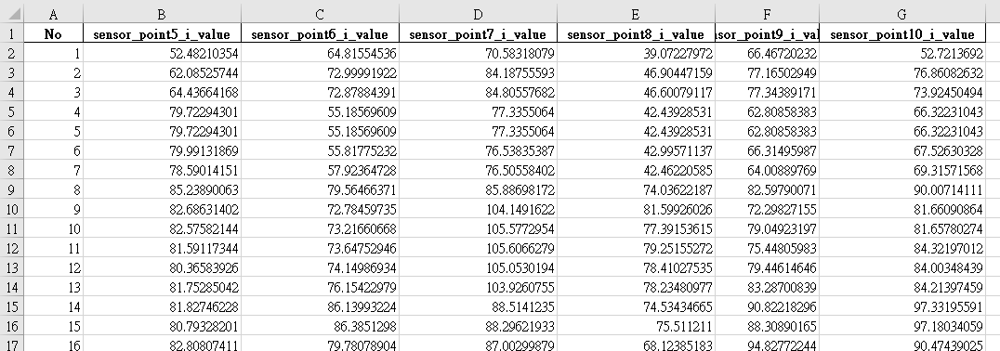 A B C D E F G
1 No sensor_point5_i_value sensor_point6_i_value sensor_point7_i_value sensor_point8_i_value sor_point9_i_val sensor_point10_i_value
2 1 52.48210354 64.81554536 70.58318079 39.07227972 66.46720232 52.7213692
3 2 62.08525744 72.99991922 84.18755593 46.90447159 77.16502949 76.86082632
4 3 64.43664168 72.87884391 84.80557682 46.60079117 77.34389171 73.92450494
5 4 79.72294301 55.18569609 77.3355064 42.43928531 62.80858383 66.32231043
6 5 79.72294301 55.18569609 77.3355064 42.43928531 62.80858383 66.32231043
7 6 79.99131869 55.81775232 76.53835387 42.99571137 66.31495987 67.52630328
8 7 78.59014151 57.92364728 76.50558402 42.46220585 64.00889769 69.31571568
9 8 85.23890063 79.56466371 85.88698172 74.03622187 82.59790071 90.00714111
10 9 82.68631402 72.78459735 104.1491622 81.59926026 72.29827155 81.66090864
11 10 82.57582144 73.21660668 105.5772954 77.39153615 79.04923197 81.65780274
12 11 81.59117344 73.64752946 105.6066279 79.25155272 75.44805983 84.32197012
13 12 80.36583926 74.14986934 105.0530194 78.41027535 79.44614646 84.00348439
14 13 81.75285042 76.15422979 103.9260755 78.23480977 83.28700839 84.21397459
15 14 81.82746228 86.13993224 88.5141235 74.53434665 90.82218296 97.33195591
16 15 80.79328201 86.3851298 88.29621933 75.511211 88.30890165 97.18034059
17 16 82.80807411 79.78078904 87.00299879 68.12385183 94.82772244 90.47439025